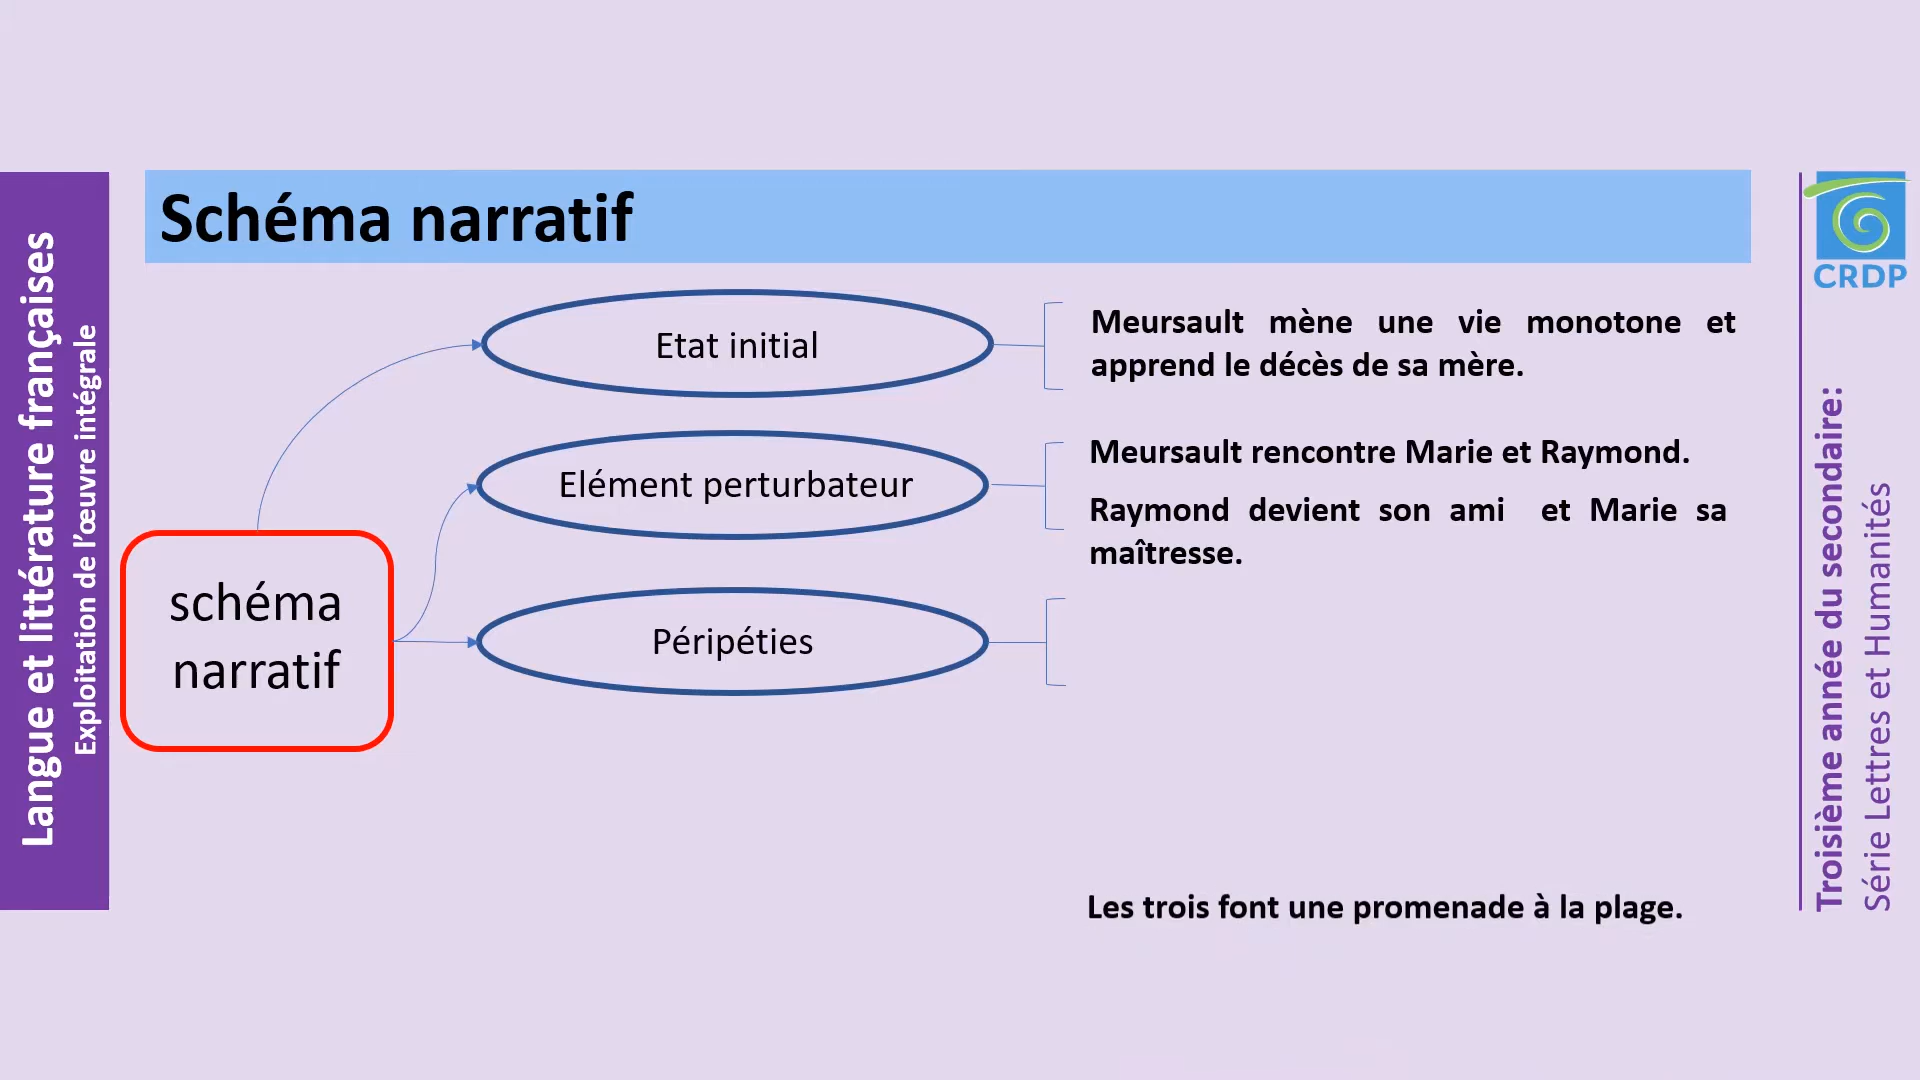 Langue et littérature françaises
Exploitation de l'œuvre intégrale
Schéma narratif
schéma
narratif
Etat initial
Meursault mène une vie monotone et
apprend le décès de sa mère.
Elément perturbateur
Meursault rencontre Marie et Raymond.
Raymond devient son ami et Marie sa
maîtresse.
Péripéties
Les trois font une promenade à la plage.
CRDP
Troisième année du secondaire:
Série Lettres et Humanités